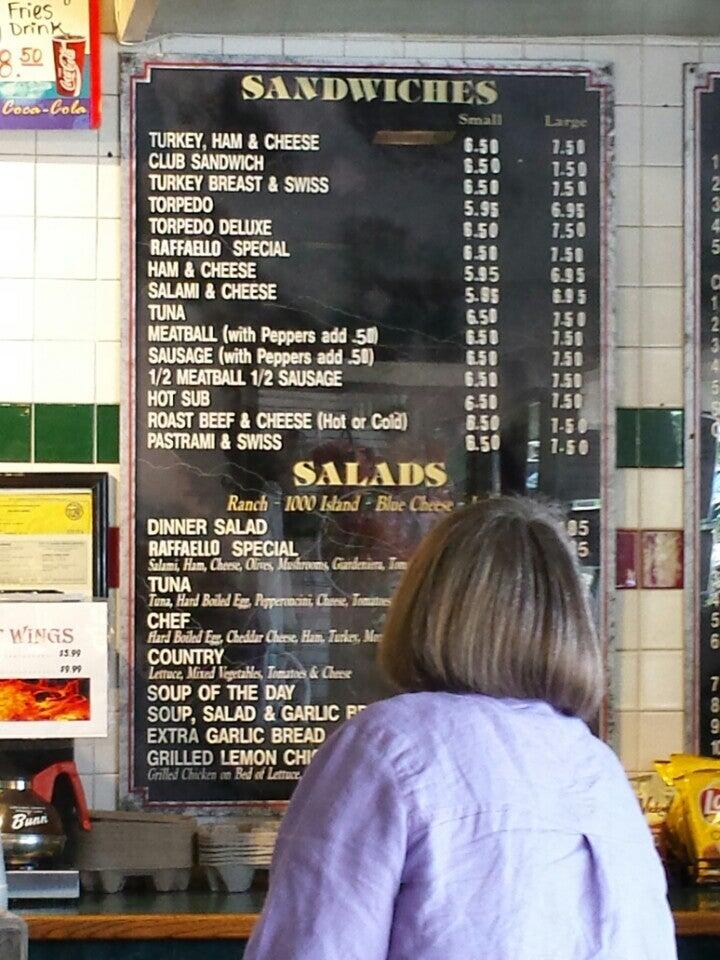 Fries
Drink
8.50
Coca-Cola
Coca-Cola
SANDWICHES
Small Large
TURKEY, HAM & CHEESE 6.50 7.50
CLUB SANDWICH 6.50 7.50
TURKEY BREAST & SWISS 6.50 7.50
TORPEDO 5.95 6.95
TORPEDO DELUXE 6.50 7.50
RAFFAELLO SPECIAL 6.50 7.50
HAM & CHEESE 5.95 6.95
SALAMI & CHEESE 5.95 6.95
TUNA 6.50 7.50
MEATBALL (with Peppers add .50) 6.50 7.50
SAUSAGE (with Peppers add .50) 6.50 7.50
1/2 MEATBALL 1/2 SAUSAGE 6.50 7.50
HOT SUB 6.50 7.50
ROAST BEEF & CHEESE (Hot or Cold) 6.50 7.50
PASTRAMI & SWISS 6.50 7.50
SALADS
Ranch - 1000 Island - Blue Cheese -
DINNER SALAD
RAFFAELLO SPECIAL
Salami, Ham, Cheese, Olives, Mushrooms, Giardeniera,
TUNA
Tuna, Hard Boiled Egg, Pepperoncini, Cheese, Tomatoes
CHEF
Hard Boiled Egg, Cheddar Cheese, Ham, Turkey,
COUNTRY
Lettuce, Mixed Vegetables, Tomatoes & Cheese
SOUP OF THE DAY
SOUP, SALAD & GARLIC
EXTRA GARLIC BREAD
GRILLED LEMON
Grilled Chicken on Bed of Lettuce,
WINGS
$5.99
$9.99
Bunn